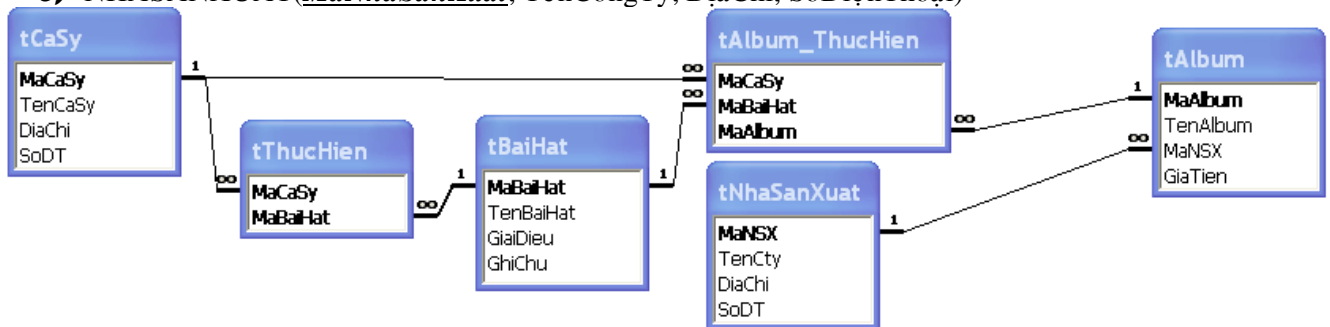 tCaSy
MaCaSy
TenCaSy
DiaChi
SoDT
1
∞
tThucHien
MaCaSy
MaBaiHat
∞
1
tBaiHat
MaBaiHat
TenBaiHat
GiaiDieu
GhiChu
1
∞
∞
tAlbum_ThucHien
MaCaSy
MaBaiHat
MaAlbum
∞
tNhaSanXuat
MaNSX
TenCty
DiaChi
SoDT
1
1
∞
tAlbum
MaAlbum
TenAlbum
MaNSX
GiaTien